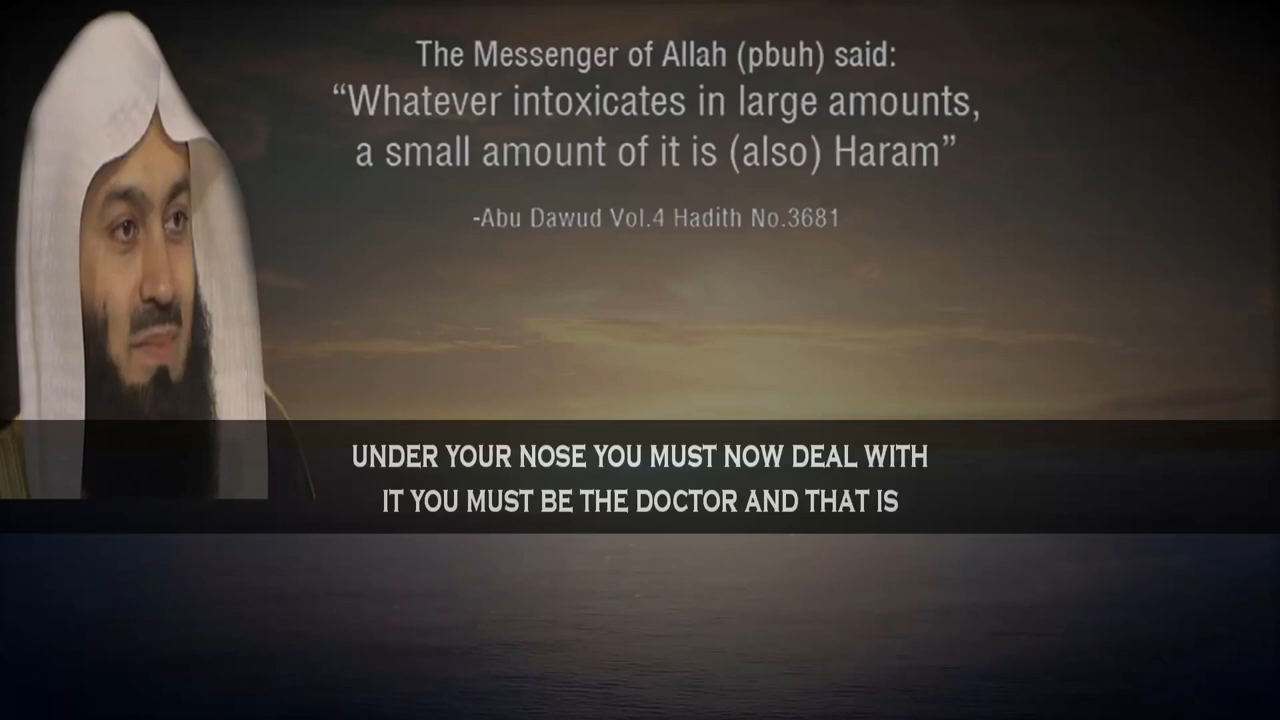 The Messenger of Allah (pbuh) said:
“Whatever intoxicates in large amounts,
a small amount of it is (also) Haram”
-Abu Dawud Vol.4 Hadith No.3681
UNDER YOUR NOSE YOU MUST NOW DEAL WITH
IT YOU MUST BE THE DOCTOR AND THAT IS